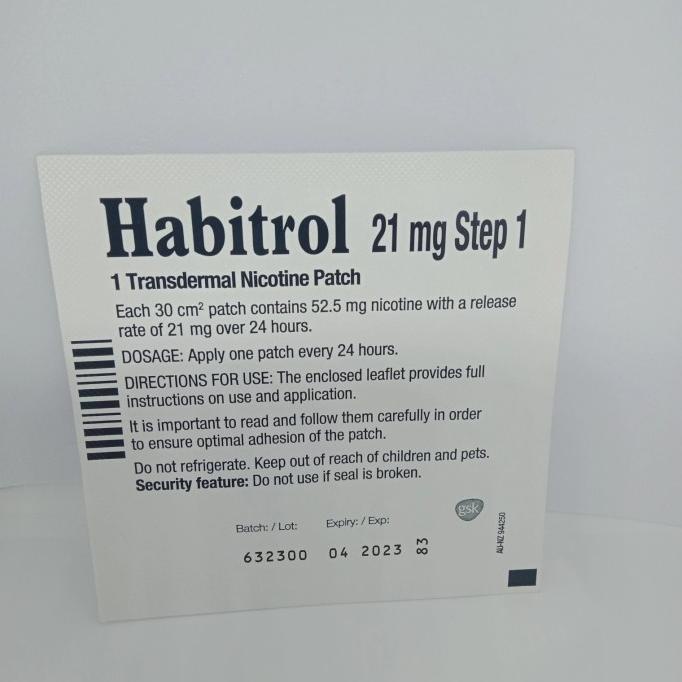 Habitrol 21 mg Step 1
1 Transdermal Nicotine Patch
Each 30 cm² patch contains 52.5 mg nicotine with a release
rate of 21 mg over 24 hours.
DOSAGE: Apply one patch every 24 hours.
DIRECTIONS FOR USE: The enclosed leaflet provides full
instructions on use and application.
It is important to read and follow them carefully in order
to ensure optimal adhesion of the patch.
Do not refrigerate. Keep out of reach of children and pets.
Security feature: Do not use if seal is broken.
gsk
Batch: / Lot: Expiry: / Exp:
632300 04 2023 83
AU-NZ 944250